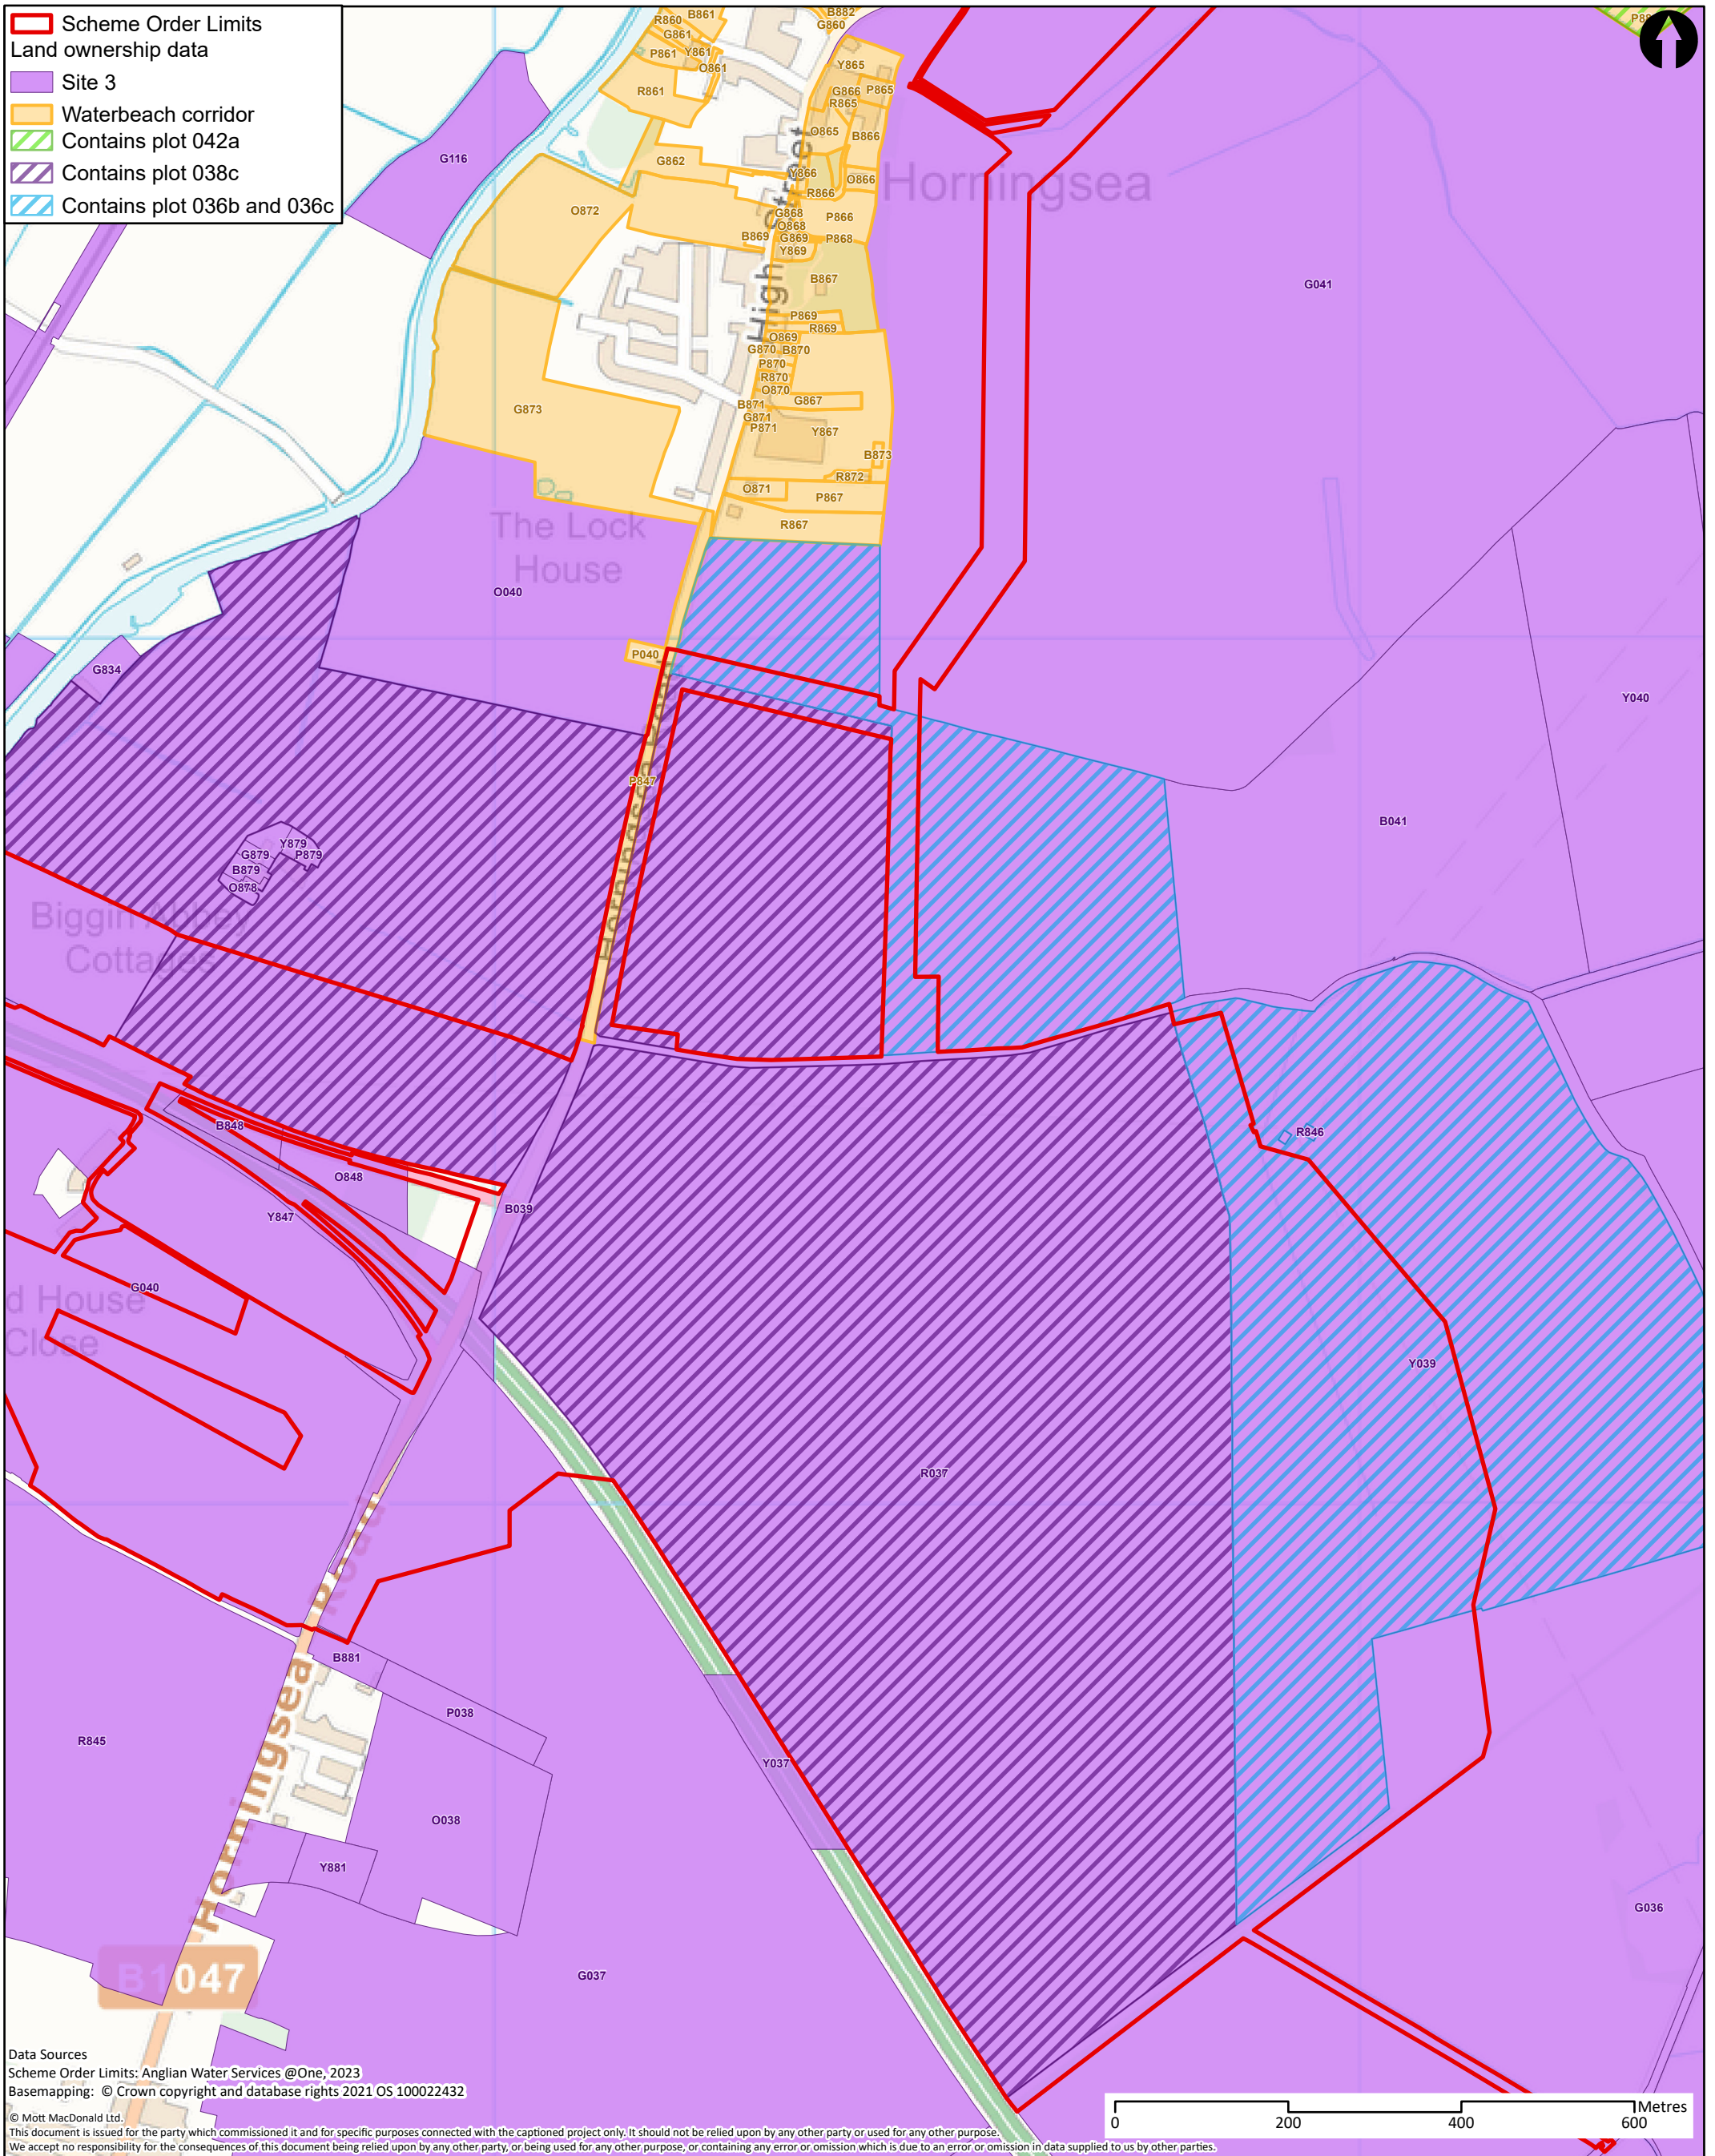 Scheme Order Limits
Land ownership data
Site 3
Waterbeach corridor
Contains plot 042a
Contains plot 038c
Contains plot 036b and 036c
R860
B861
G861
P861
Y861
O861
R861
B882
G860
Y865
P865
G866
R865
O865
B866
G862
Y866
O866
R866
O872
G868
P866
O868
B869
G869
P868
Y869
B867
G116
Horningsea
G041
High Street
P869
R869
O869
G870
B870
P870
R870
O870
G867
B871
G871
P871
Y867
B873
R872
O871
P867
R867
G873
The Lock
House
O040
P040
G834
Y040
P847
B041
Y879
G879
P879
B879
O878
Biggin Abbey
Cottages
B848
R846
O848
B039
Y847
G040
d House
Close
Y039
R037
Road
B881
P038
R845
Y037
O038
Y881
Horningsea
G036
B1047
G037
Data Sources
Scheme Order Limits: Anglian Water Services @One, 2023
Basemapping: © Crown copyright and database rights 2021 OS 100022432
© Mott MacDonald Ltd.
This document is issued for the party which commissioned it and for specific purposes connected with the captioned project only. It should not be relied upon by any other party or used for any other purpose.
We accept no responsibility for the consequences of this document being relied upon by any other party, or being used for any other purpose, or containing any error or omission which is due to an error or omission in data supplied to us by other parties.
Metres
0 200 400 600